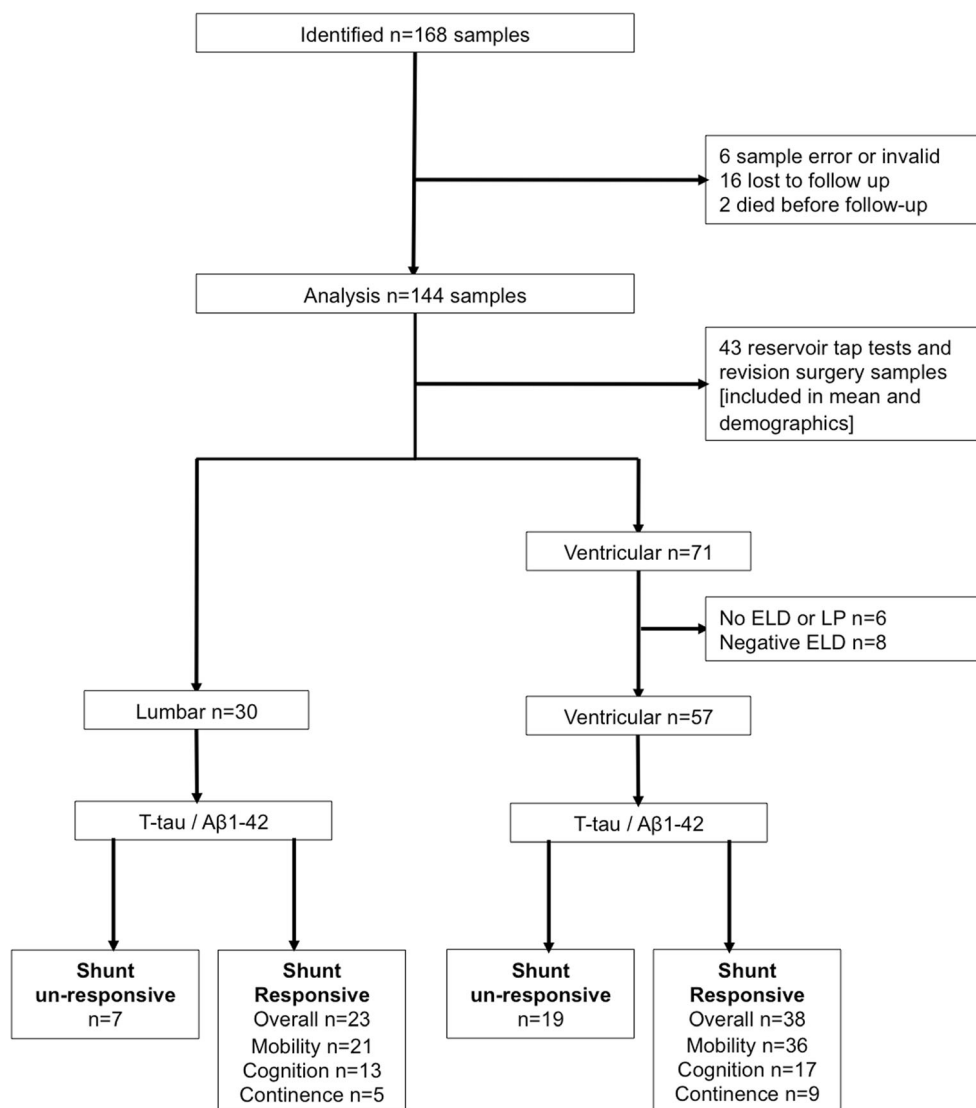 Identified n=168 samples
6 sample error or invalid
16 lost to follow up
2 died before follow-up
Analysis n=144 samples
43 reservoir tap tests and
revision surgery samples
[included in mean and
demographics]
Ventricular n=71
No ELD or LP n=6
Negative ELD n=8
Lumbar n=30
Ventricular n=57
T-tau / Aβ1-42
T-tau / Aβ1-42
Shunt
un-responsive
n=7
Shunt
Responsive
Overall n=23
Mobility n=21
Cognition n=13
Continence n=5
Shunt
un-responsive
n=19
Shunt
Responsive
Overall n=38
Mobility n=36
Cognition n=17
Continence n=9